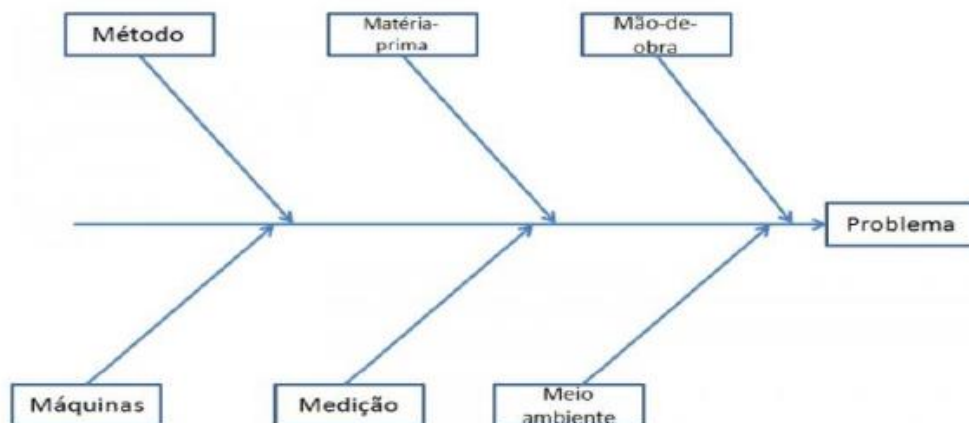 Método
Matéria-
prima
Mão-de-
obra
Problema
Máquinas
Medição
Meio
ambiente